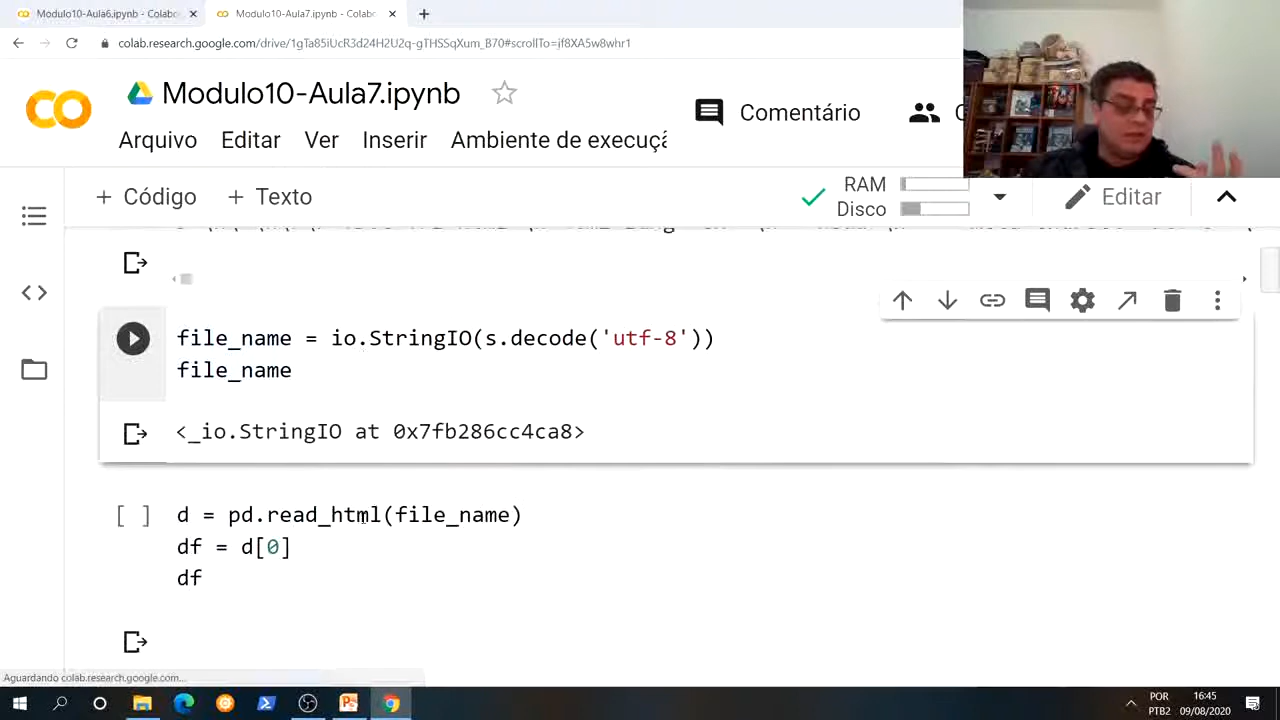 Modulo10-Aula6.ipynb - Colabo
Modulo10-Aula7.ipynb - Colabo
colab.research.google.com/drive/1gTa85iUcR3d24H2U2q-gTHSSqXum_B70#scrollTo=jf8XA5w8whr1
Modulo10-Aula7.ipynb
Comentário
Arquivo Editar Ver Inserir Ambiente de execuçã
+ Código + Texto
RAM
Disco
Editar
file_name = io.StringIO(s.decode('utf-8'))
file_name
<_io.StringIO at 0x7fb286cc4ca8>
[ ] d = pd.read_html(file_name)
df = d[0]
df
Aguardando colab.research.google.com...
POR
PTB2
16:45
09/08/2020